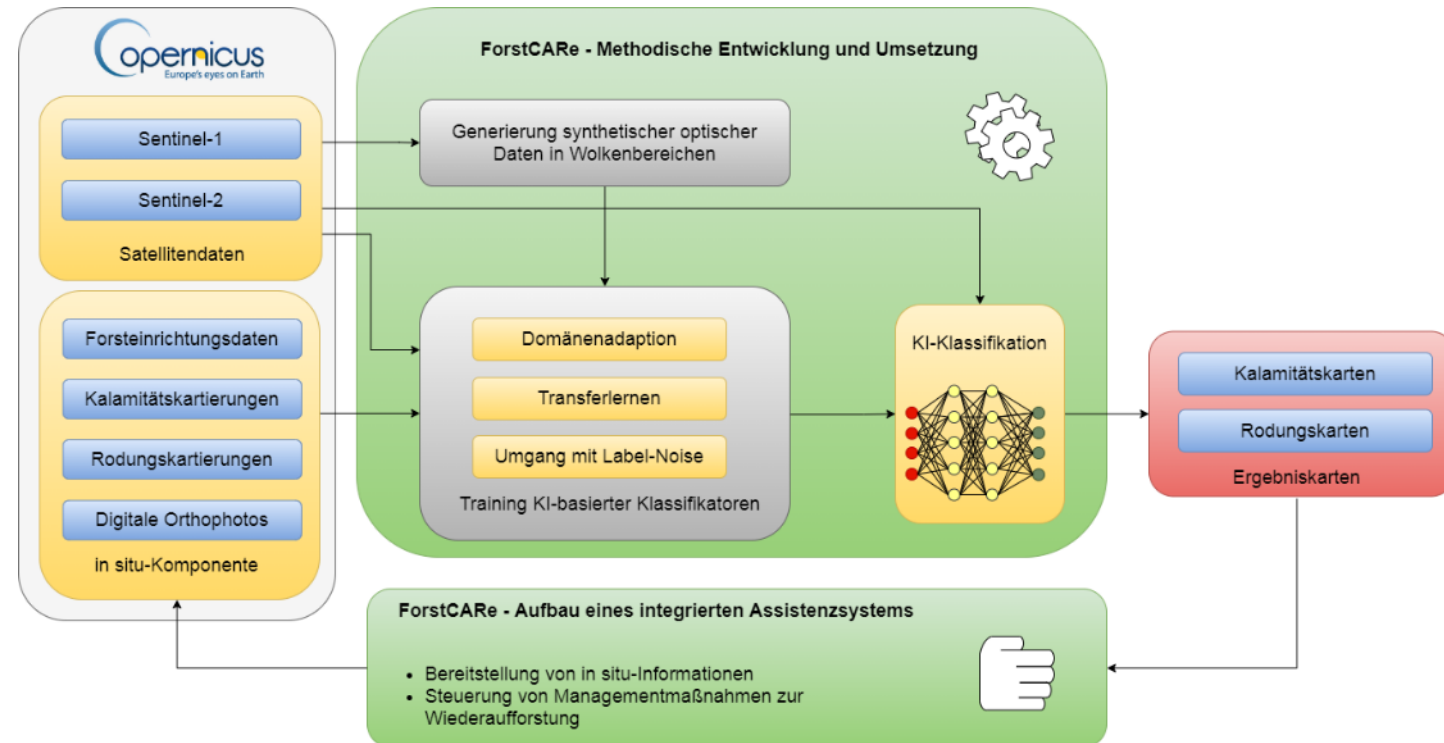 Copernicus
Europe's eyes on Earth
Sentinel-1
Sentinel-2
Satellitendaten
Forsteinrichtungsdaten
Kalamitätskartierungen
Rodungskartierungen
Digitale Orthophotos
in situ-Komponente
ForstCARe - Methodische Entwicklung und Umsetzung
Generierung synthetischer optischer
Daten in Wolkenbereichen
Domänenadaption
Transferlernen
Umgang mit Label-Noise
Training KI-basierter Klassifikatoren
KI-Klassifikation
Kalamitätskarten
Rodungskarten
Ergebniskarten
ForstCARe - Aufbau eines integrierten Assistenzsystems
• Bereitstellung von in situ-Informationen
• Steuerung von Managementmaßnahmen zur
Wiederaufforstung